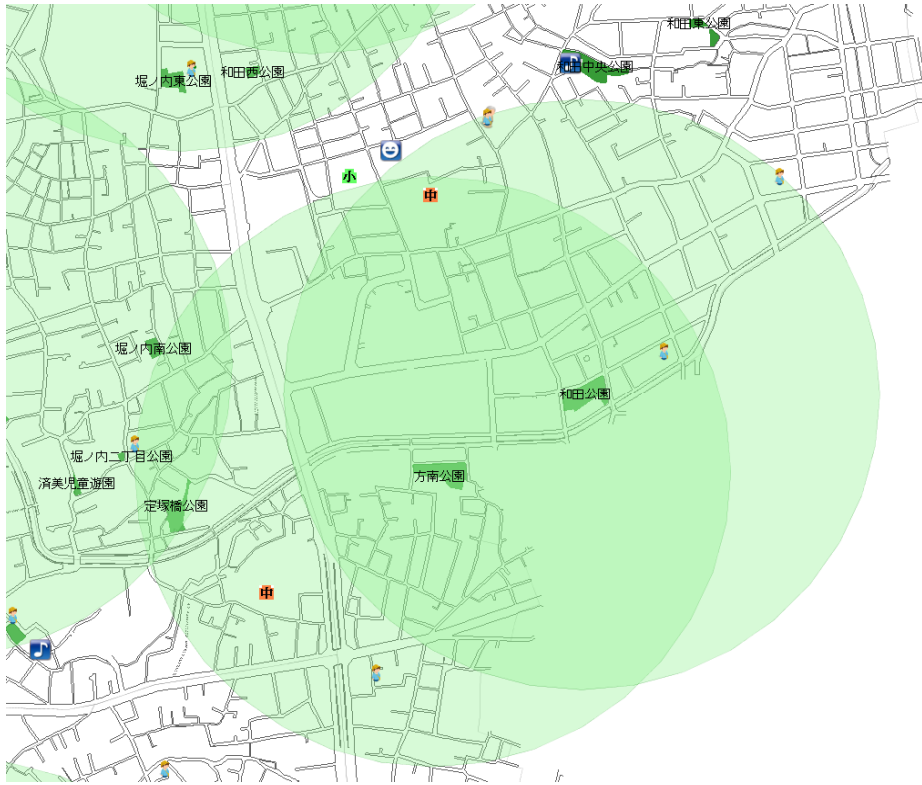 和田東公園
和田中央公園
和田西公園
堀ノ内東公園
小
中
堀ノ内南公園
和田公園
堀ノ内二丁目公園
方南公園
済美児童遊園
定塚橋公園
中